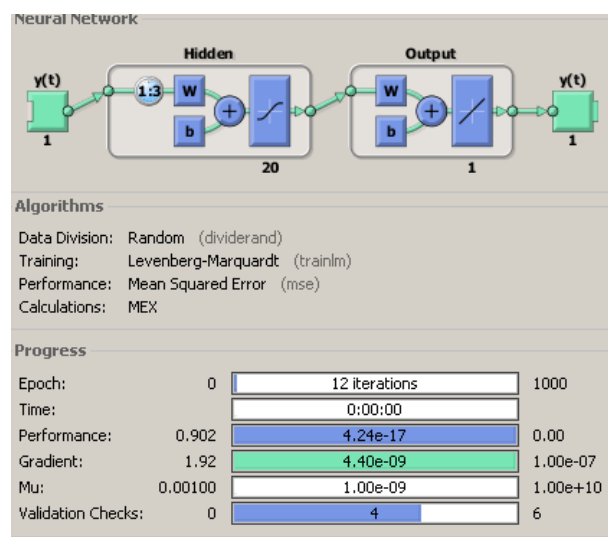 Neural Network
Hidden
Output
y(t)
1:3
W
b
+
W
b
+
y(t)
1
20
1
1
Algorithms
Data Division: Random (dividerand)
Training: Levenberg-Marquardt (trainlm)
Performance: Mean Squared Error (mse)
Calculations: MEX
Progress
Epoch: 0 12 iterations 1000
Time: 0:00:00
Performance: 0.902 4.24e-17 0.00
Gradient: 1.92 4.40e-09 1.00e-07
Mu: 0.00100 1.00e-09 1.00e+10
Validation Checks: 0 4 6